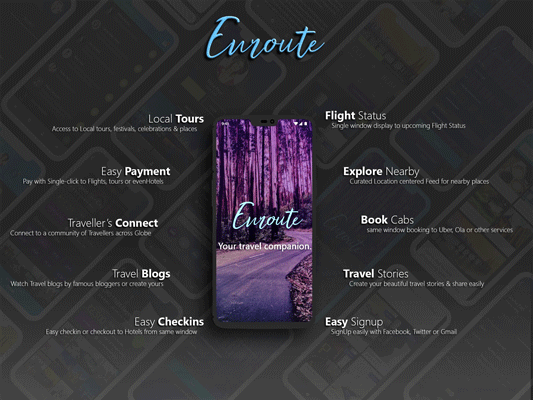 Enroute
Local Tours
Access to Local tours, festivals, celebrations & places
Easy Payment
Pay with Single-click to Flights, tours or evenHotels
Traveller's Connect
Connect to a community of Travellers across Globe
Travel Blogs
Watch Travel blogs by famous bloggers or create yours
Easy Checkins
Easy checkin or checkout to Hotels from same window
Enroute
Your travel companion.
Flight Status
Single window display to upcoming Flight Status
Explore Nearby
Curated Location centered Feed for nearby places
Book Cabs
same window booking to Uber, Ola or other services
Travel Stories
Create your beautiful travel stories & share easily
Easy Signup
SignUp easily with Facebook, Twitter or Gmail